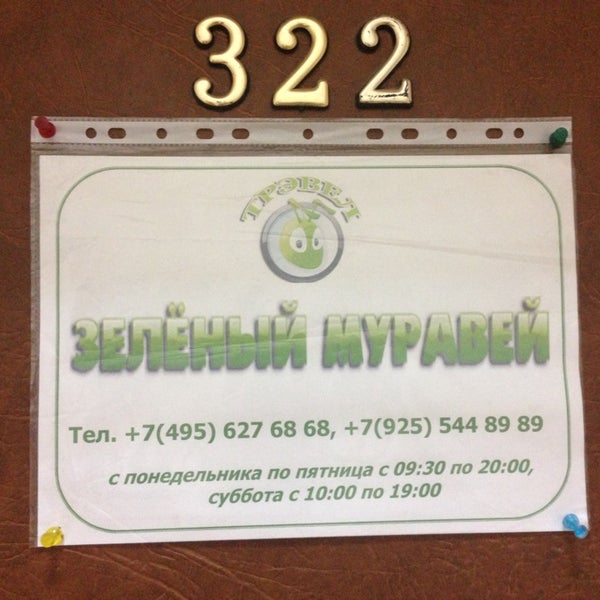 322
ТРЭВЕЛ
ЗЕЛЁНЫЙ МУРАВЕЙ
Тел. +7(495) 627 68 68, +7(925) 544 89 89
с понедельника по пятница с 09:30 по 20:00,
суббота с 10:00 по 19:00